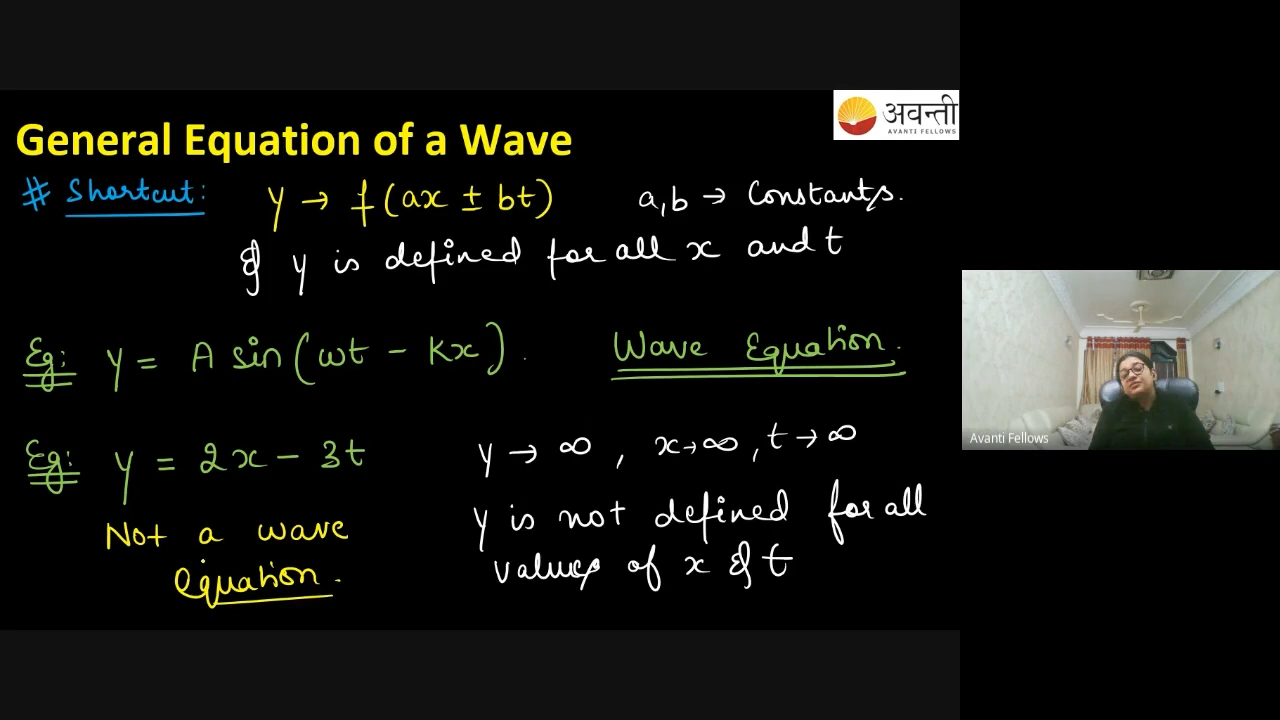 अवन्ती
AVANTI FELLOWS
General Equation of a Wave
# Shortcut: y → f(ax ± bt) a,b → Constants.
& y is defined for all x and t
Eg: y = A sin(ωt - Kx). Wave Equation.
Eg: y = 2x - 3t y → ∞, x→∞, t→∞
Not a wave equation.
y is not defined for all
values of x & t
Avanti Fellows